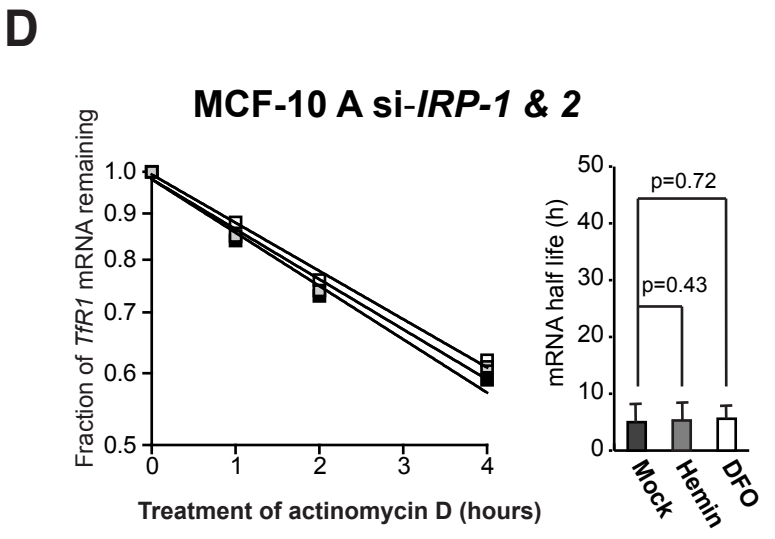 D
MCF-10 A si-IRP-1 & 2
Fraction of TfR1 mRNA remaining
1.0
0.9
0.8
0.7
0.6
0.5
0 1 2 3 4
Treatment of actinomycin D (hours)
mRNA half life (h)
50
40
30
20
10
0
p=0.72
p=0.43
Mock
Hemin
DFO